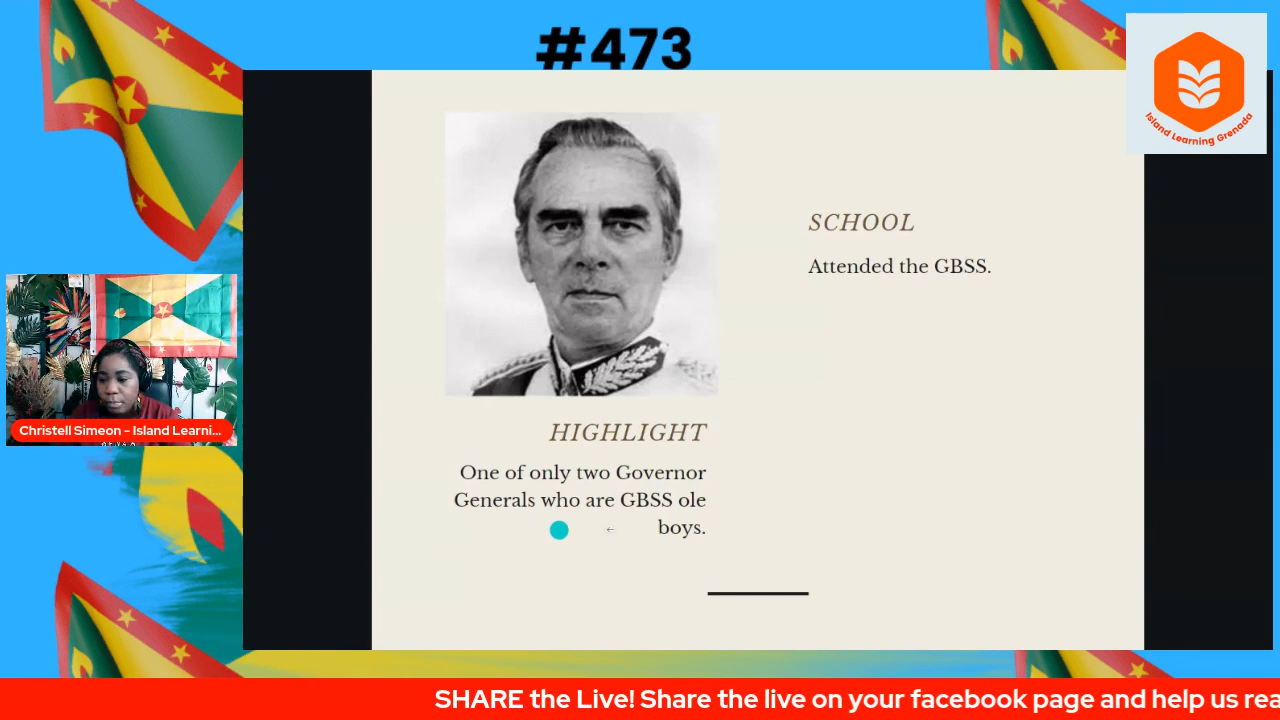 #473
Island Learning Grenada
SCHOOL
Attended the GBSS.
Christell Simeon - Island Learni...
HIGHLIGHT
One of only two Governor
Generals who are GBSS ole
boys.
SHARE the Live! Share the live on your facebook page and help us rea